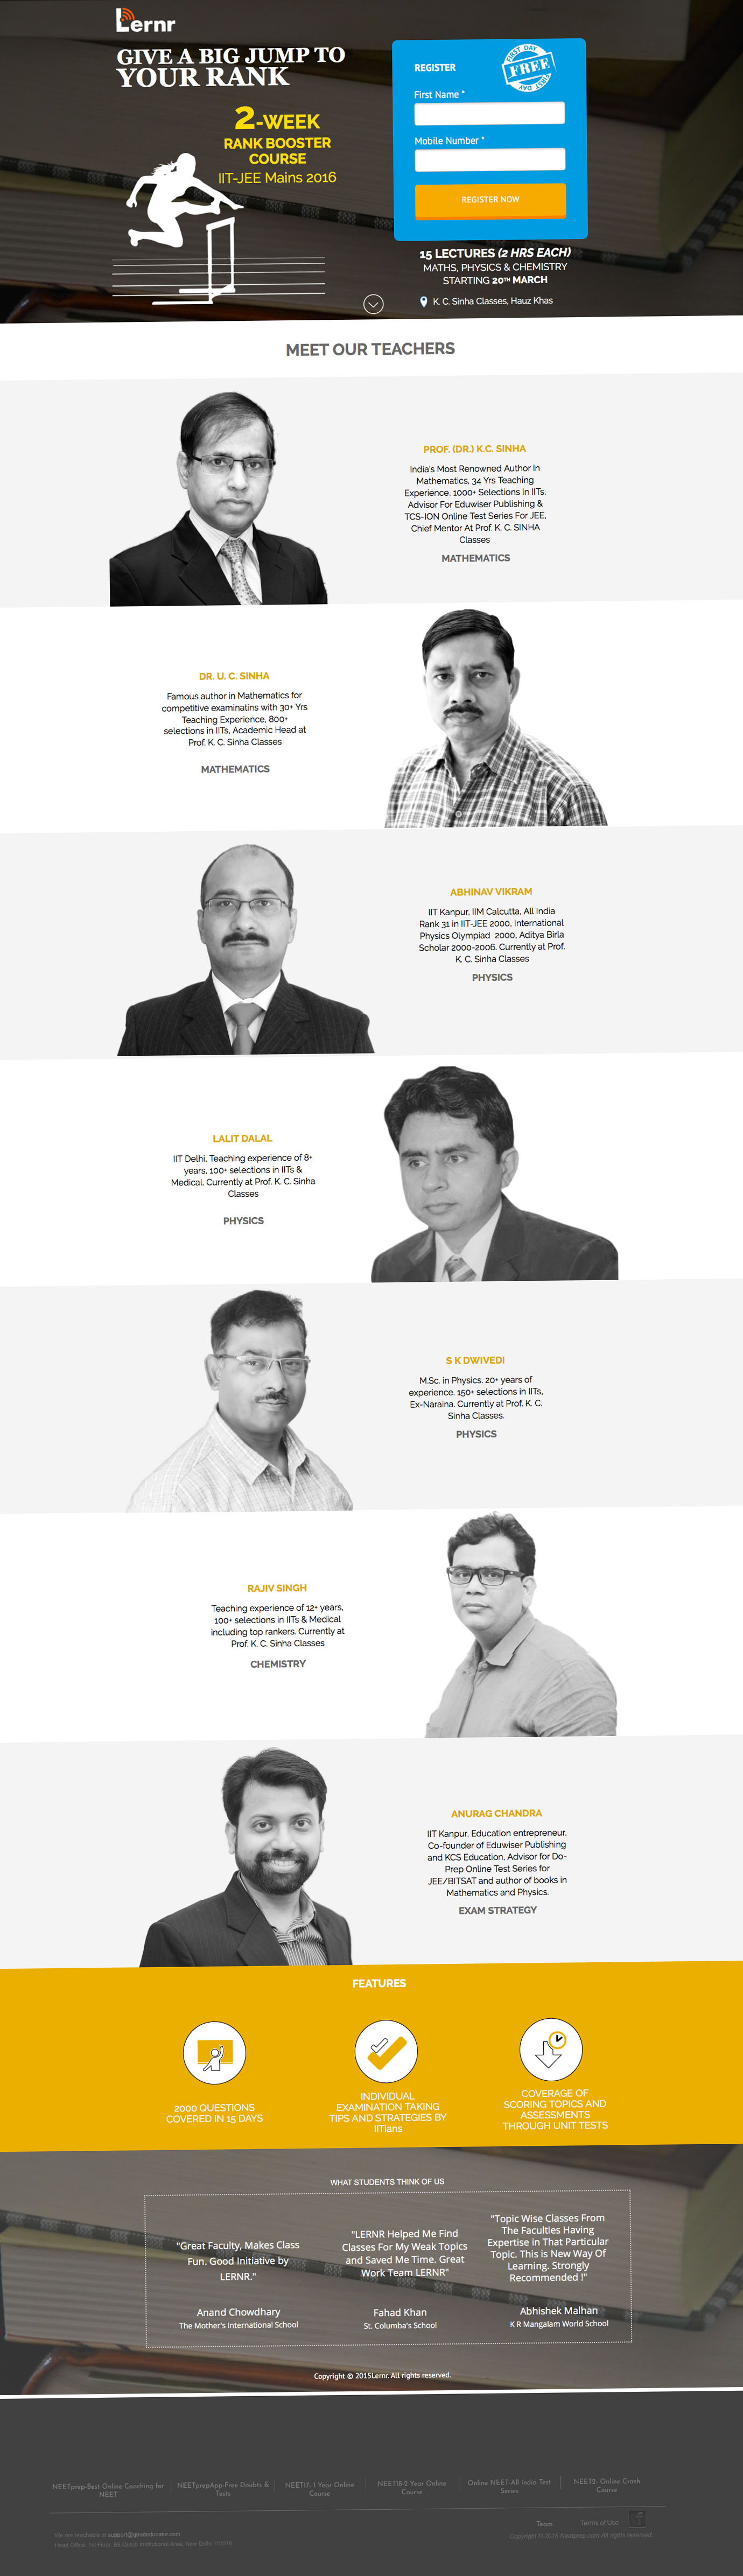 Lernr
GIVE A BIG JUMP TO
YOUR RANK
2-WEEK
RANK BOOSTER
COURSE
IIT-JEE Mains 2016
REGISTER
FIRST DAY
FREE
FIRST DAY
First Name *
Mobile Number *
REGISTER NOW
15 LECTURES (2 HRS EACH)
MATHS, PHYSICS & CHEMISTRY
STARTING 20TH MARCH
K. C. Sinha Classes, Hauz Khas
MEET OUR TEACHERS
PROF. (DR.) K.C. SINHA
India's Most Renowned Author In
Mathematics, 34 Yrs Teaching
Experience, 1000+ Selections In IITs,
Advisor For Eduwiser Publishing &
TCS-ION Online Test Series For JEE,
Chief Mentor At Prof. K. C. SINHA
Classes
MATHEMATICS
DR. U. C. SINHA
Famous author in Mathematics for
competitive examinatins with 30+ Yrs
Teaching Experience, 800+
selections in IITs, Academic Head at
Prof. K. C. Sinha Classes
MATHEMATICS
ABHINAV VIKRAM
IIT Kanpur, IIM Calcutta, All India
Rank 31 in IIT-JEE 2000, International
Physics Olympiad 2000, Aditya Birla
Scholar 2000-2006. Currently at Prof.
K. C. Sinha Classes
PHYSICS
LALIT DALAL
IIT Delhi, Teaching experience of 8+
years, 100+ selections in IITs &
Medical. Currently at Prof. K. C. Sinha
Classes
PHYSICS
S K DWIVEDI
M.Sc. in Physics. 20+ years of
experience. 150+ selections in IITs,
Ex-Naraina. Currently at Prof. K. C.
Sinha Classes.
PHYSICS
RAJIV SINGH
Teaching experience of 12+ years,
100+ selections in IITs & Medical
including top rankers. Currently at
Prof. K. C. Sinha Classes
CHEMISTRY
ANURAG CHANDRA
IIT Kanpur, Education entrepreneur,
Co-founder of Eduwiser Publishing
and KCS Education, Advisor for Do-
Prep Online Test Series for
JEE/BITSAT and author of books in
Mathematics and Physics.
EXAM STRATEGY
FEATURES
2000 QUESTIONS
COVERED IN 15 DAYS
INDIVIDUAL
EXAMINATION TAKING
TIPS AND STRATEGIES BY
IITians
COVERAGE OF
SCORING TOPICS AND
ASSESSMENTS
THROUGH UNIT TESTS
WHAT STUDENTS THINK OF US
"Great Faculty, Makes Class
Fun. Good Initiative by
LERNR."
Anand Chowdhary
The Mother's International School
"LERNR Helped Me Find
Classes For My Weak Topics
and Saved Me Time. Great
Work Team LERNR"
Fahad Khan
St. Columba's School
"Topic Wise Classes From
The Faculties Having
Expertise in That Particular
Topic. This is New Way Of
Learning. Strongly
Recommended !"
Abhishek Malhan
K R Mangalam World School
Copyright © 2015Lernr. All rights reserved.
NEETprep-Best Online Coaching for
NEET
NEETprepApp-Free Doubts &
Tests
NEET17- 1 Year Online
Course
NEET18-2 Year Online
Course
Online NEET-All India Test
Series
NEET2- Online Crash
Course
We are reachable at support@goodeducator.com
Team
Terms of Use
Copyright © 2016 Neetprep.com All rights reserved.